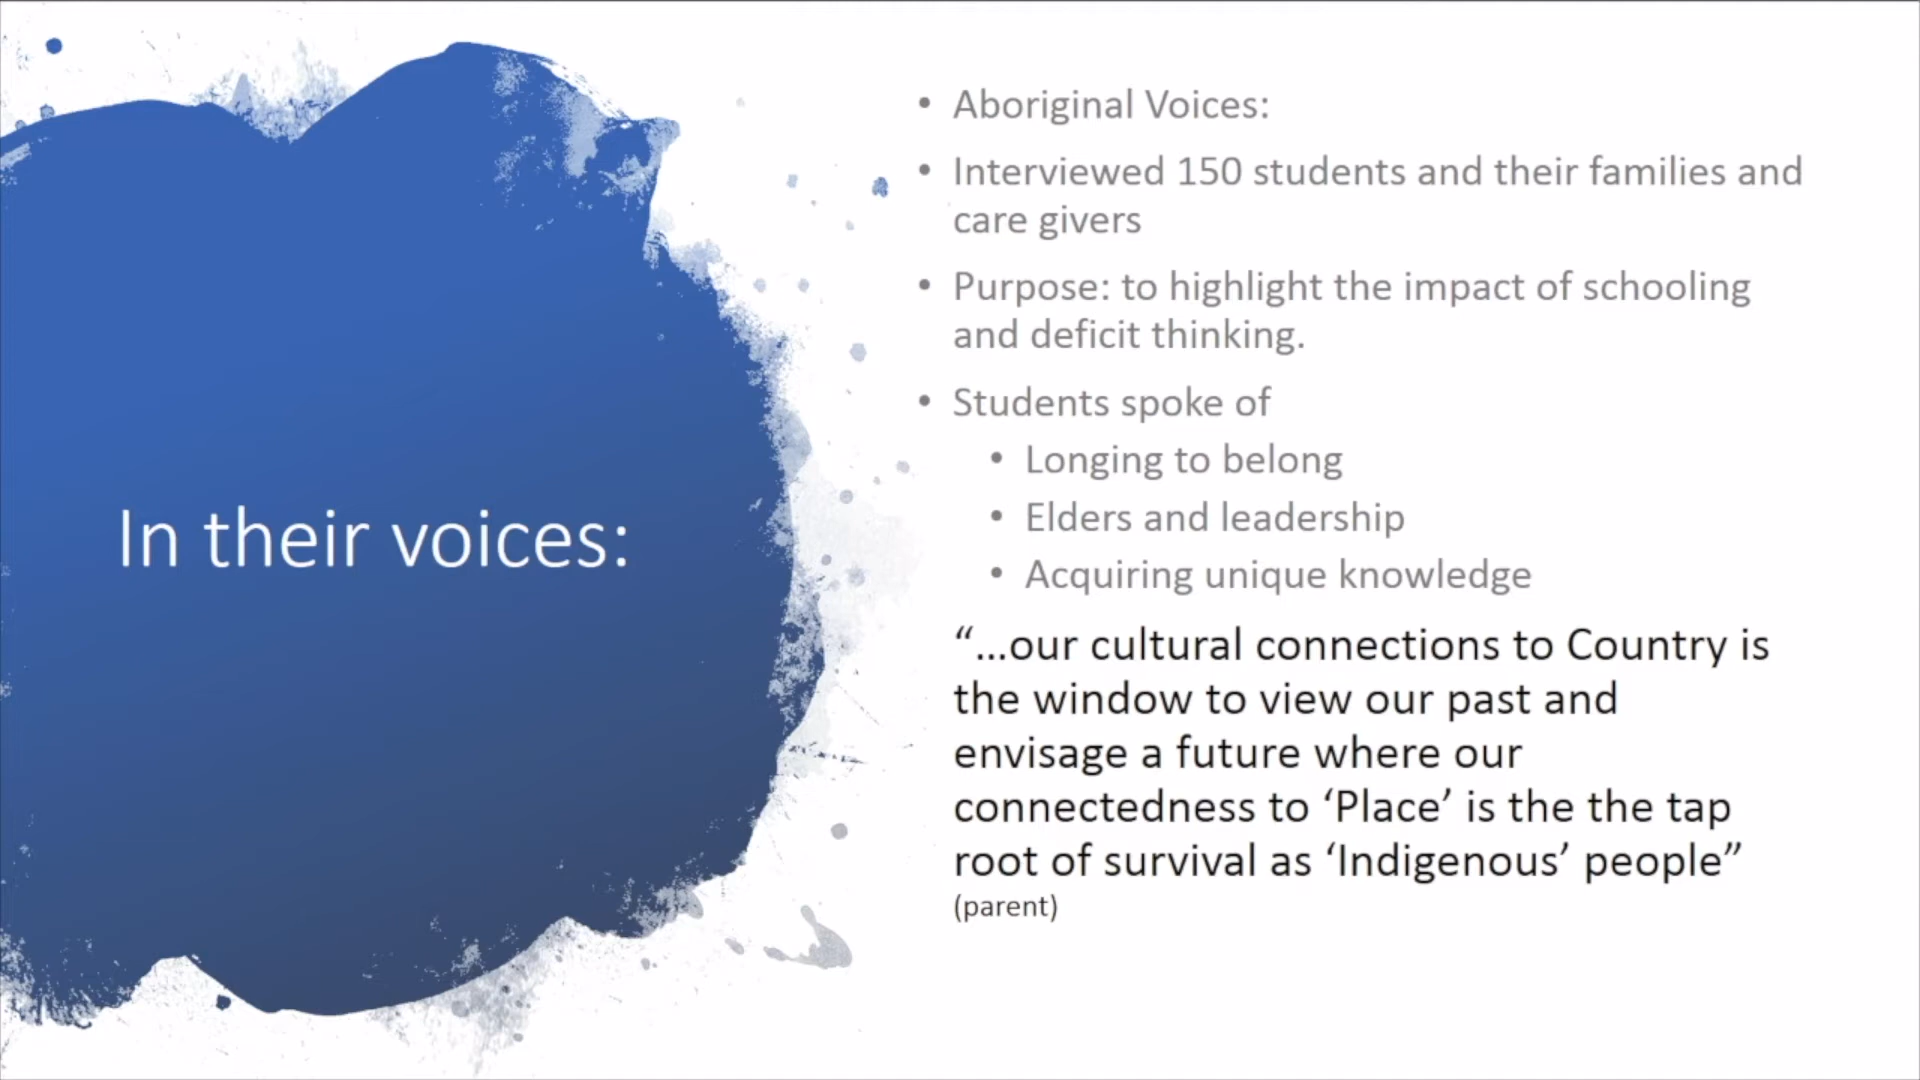 In their voices:
• Aboriginal Voices:
• Interviewed 150 students and their families and
care givers
• Purpose: to highlight the impact of schooling
and deficit thinking.
• Students spoke of
• Longing to belong
• Elders and leadership
• Acquiring unique knowledge
“…our cultural connections to Country is
the window to view our past and
envisage a future where our
connectedness to ‘Place’ is the the tap
root of survival as ‘Indigenous’ people”
(parent)